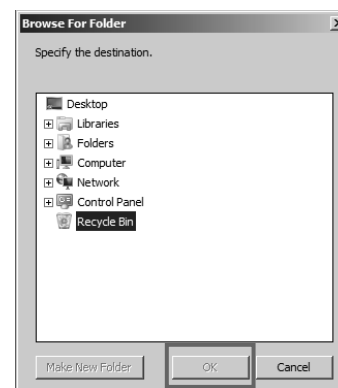 Browse For Folder
Specify the destination.
Desktop
Libraries
Folders
Computer
Network
Control Panel
Recycle Bin
Make New Folder
OK
Cancel